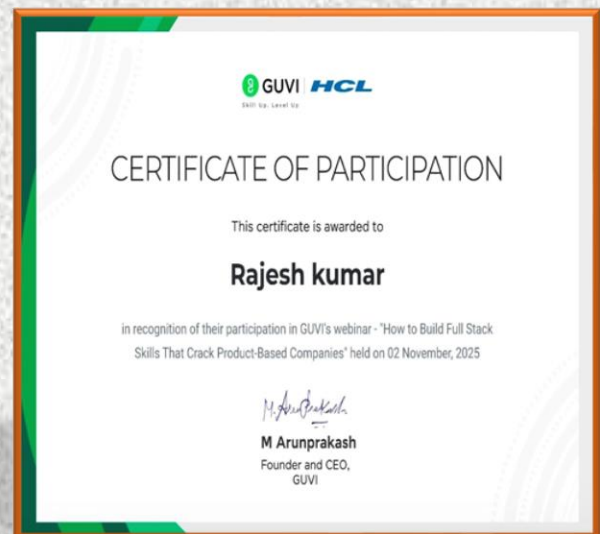 GUVI HCL
Skill Up, Level Up
CERTIFICATE OF PARTICIPATION
This certificate is awarded to
Rajesh kumar
in recognition of their participation in GUVI's webinar - "How to Build Full Stack
Skills That Crack Product-Based Companies" held on 02 November, 2025
M. Arunprakash
M Arunprakash
Founder and CEO,
GUVI